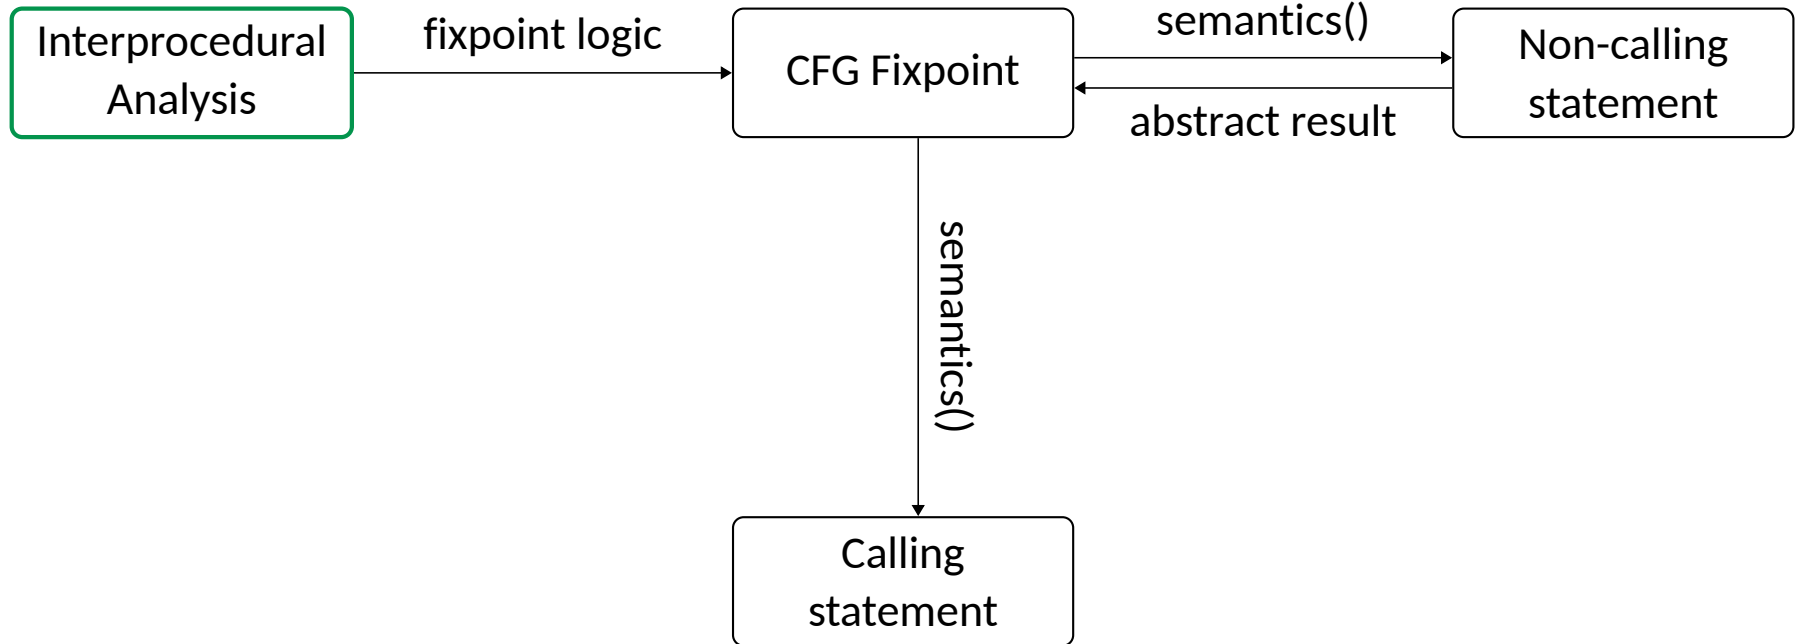 Interprocedural
Analysis
fixpoint logic
CFG Fixpoint
semantics()
abstract result
Non-calling
statement
semantics()
Calling
statement